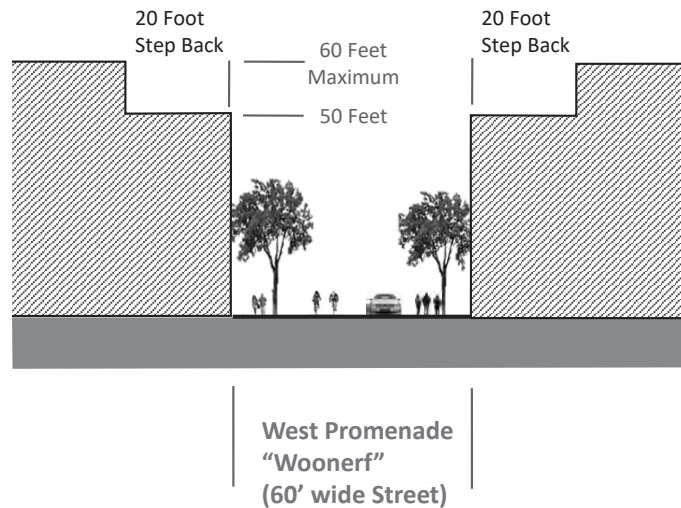 20 Foot
Step Back
60 Feet
Maximum
50 Feet
20 Foot
Step Back
West Promenade
“Woonerf”
(60’ wide Street)